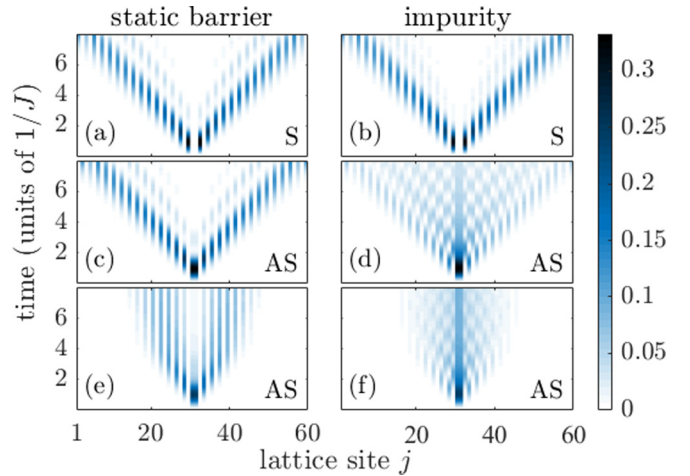 static barrier
impurity
time (units of 1/J)
6
4
2
(a)
S
(b)
S
6
4
2
(c)
AS
(d)
AS
6
4
2
(e)
AS
(f)
AS
1
20
40
60
1
20
40
60
lattice site j
0.3
0.25
0.2
0.15
0.1
0.05
0